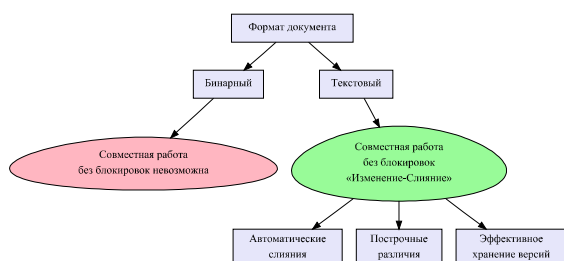 Формат документа
Бинарный
Текстовый
Совместная работа
без блокировок невозможна
Совместная работа
без блокировок
«Изменение-Слияние»
Автоматические
слияния
Построчные
различия
Эффективное
хранение версий